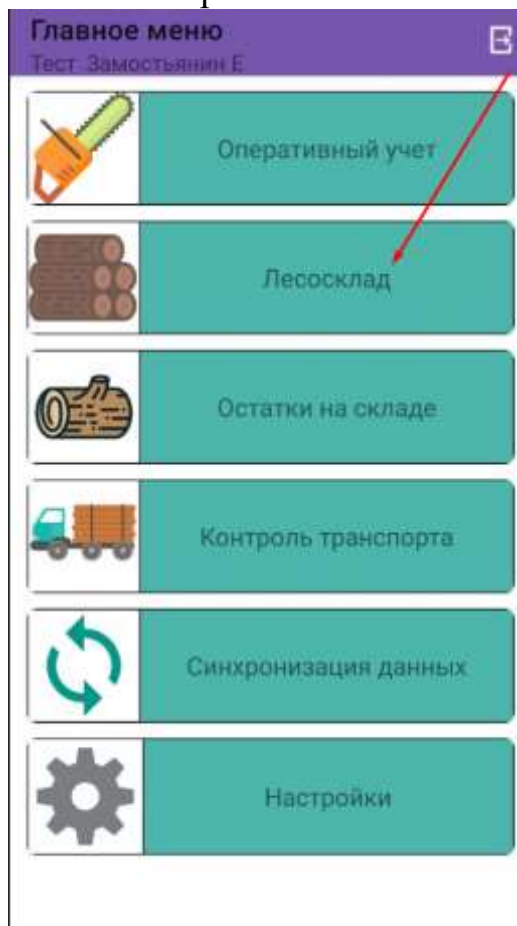 Главное меню
Тест Замостьянин Е
Оперативный учет
Лесосклад
Остатки на складе
Контроль транспорта
Синхронизация данных
Настройки